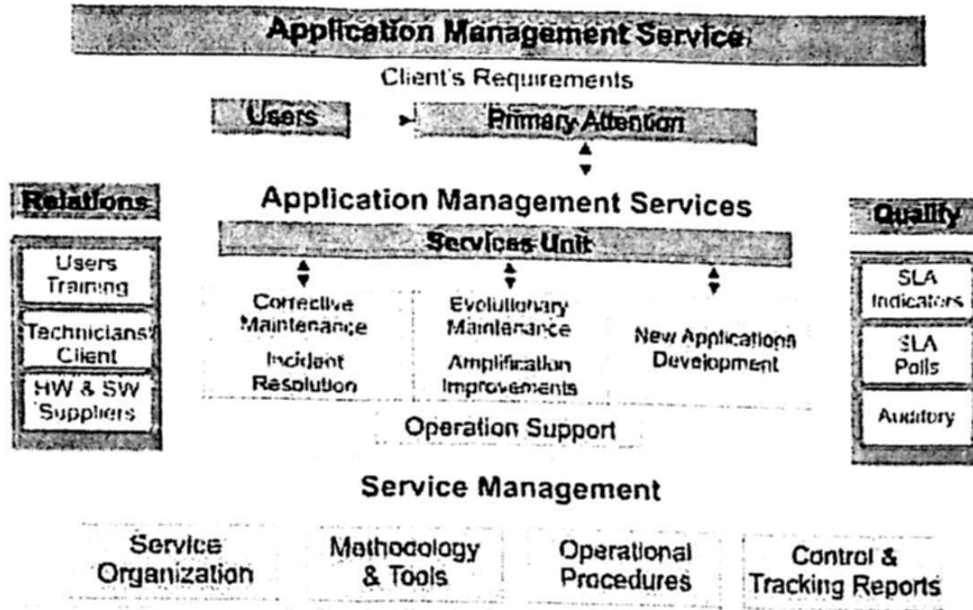 Application Management Service
Client's Requirements
Users
Primary Attention
Application Management Services
Services Unit
Relations
Users
Training
Technicians'
Client
HW & SW
Suppliers
Corrective
Maintenance
Incident
Resolution
Evolutionary
Maintenance
Amplification
Improvements
New Applications
Development
Operation Support
Quality
SLA
Indicators
SLA
Polls
Auditory
Service Management
Service
Organization
Methodology
& Tools
Operational
Procedures
Control &
Tracking Reports